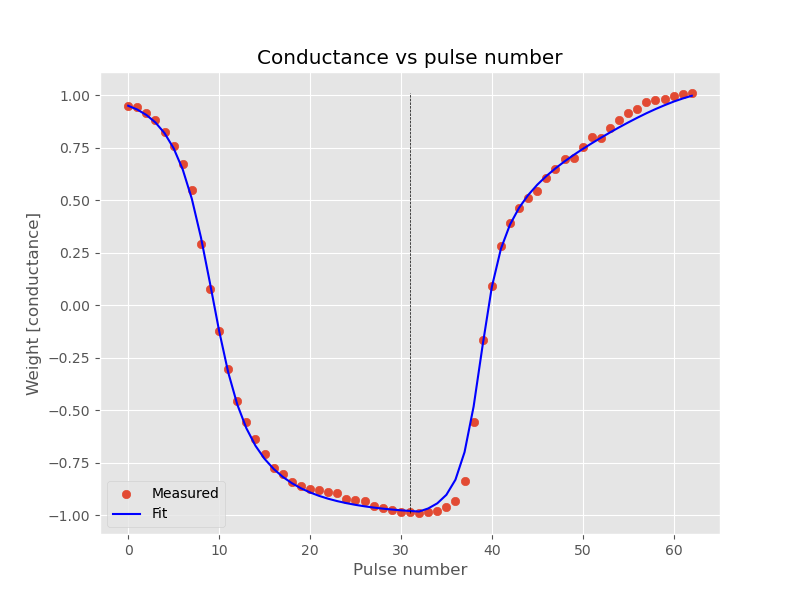 Conductance vs pulse number
Weight [conductance]
1.00
0.75
0.50
0.25
0.00
−0.25
−0.50
−0.75
−1.00
Measured
Fit
0 10 20 30 40 50 60
Pulse number